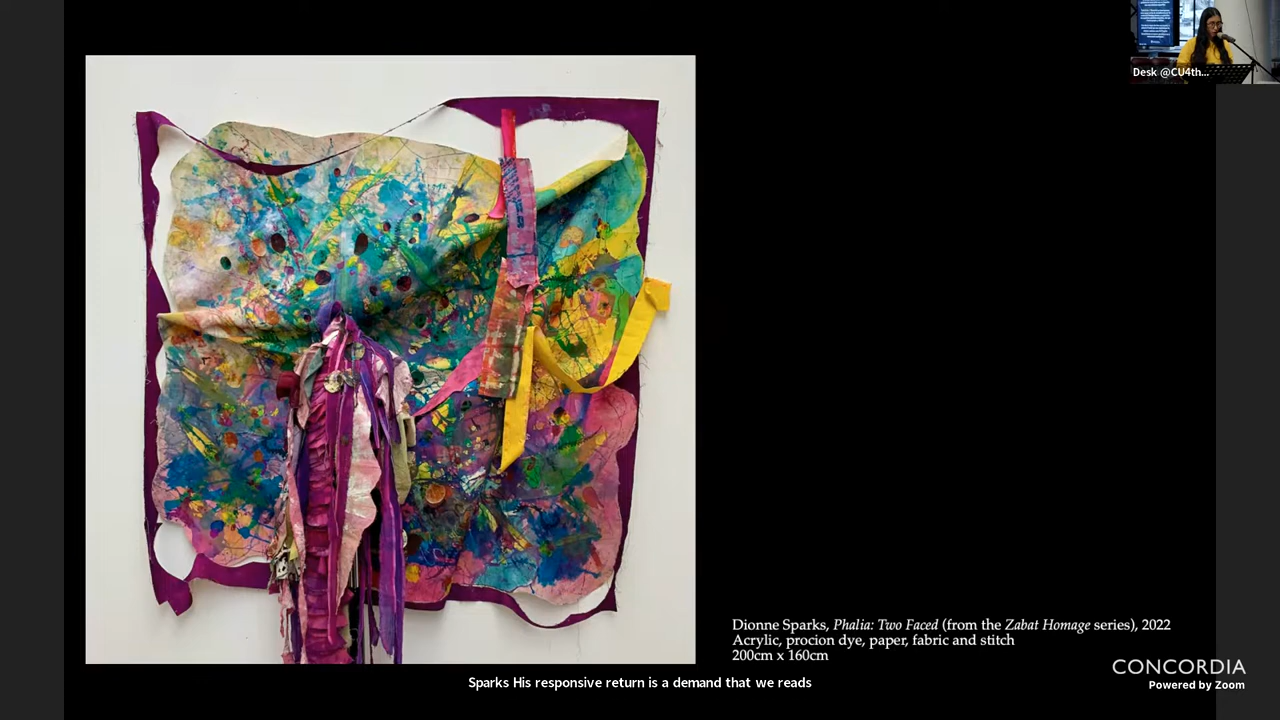 Desk @CU4th...
Dionne Sparks, Phalia: Two Faced (from the Zabat Homage series), 2022
Acrylic, procion dye, paper, fabric and stitch
200cm x 160cm
CONCORDIA
Powered by Zoom
Sparks His responsive return is a demand that we reads